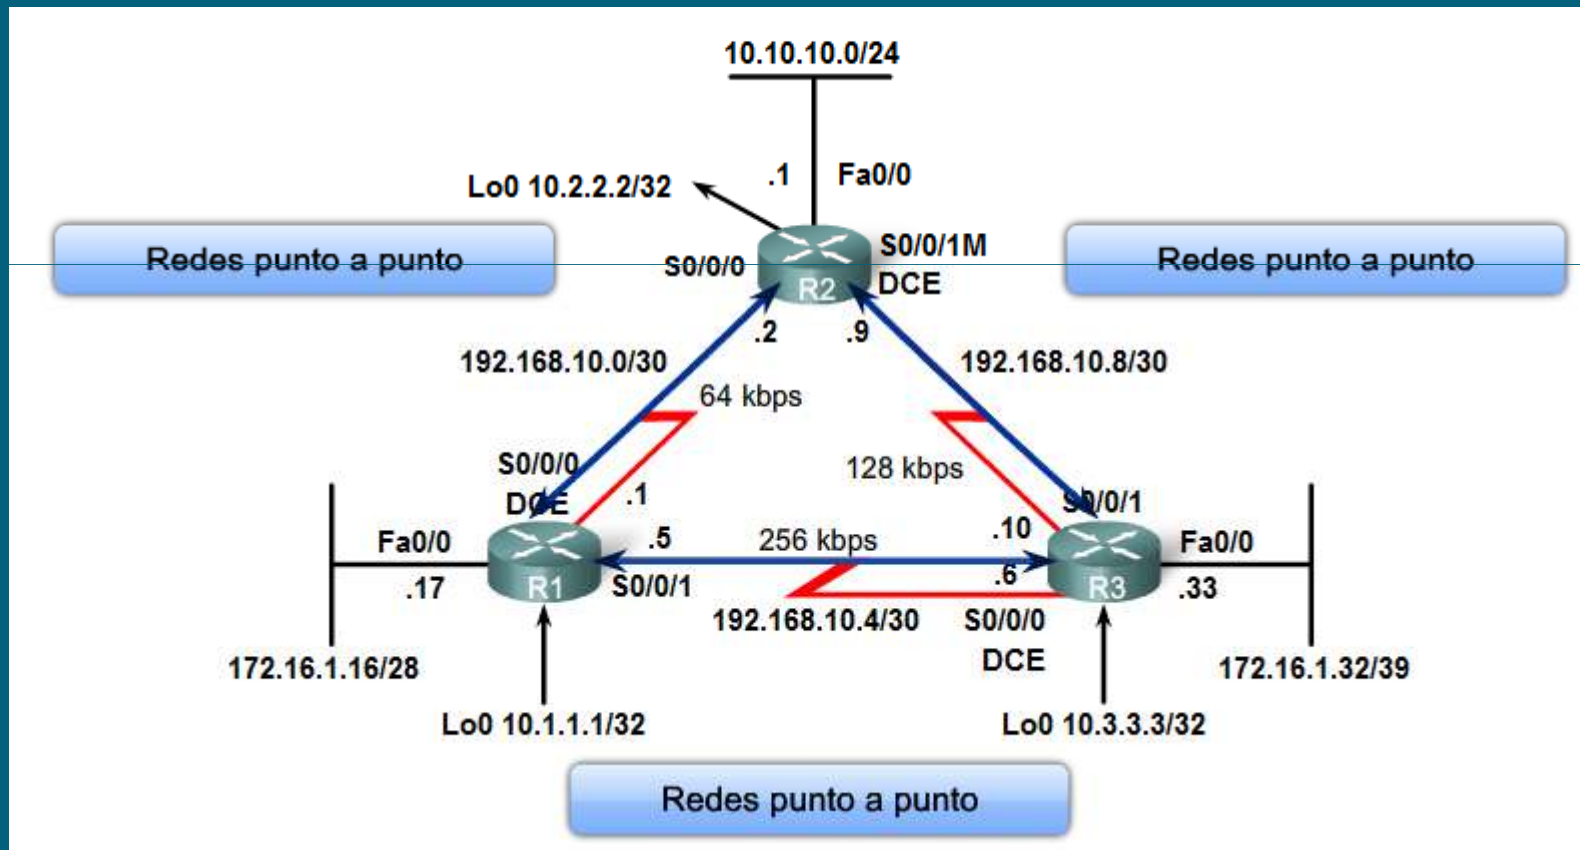 10.10.10.0/24
.1
Fa0/0
Lo0 10.2.2.2/32
Redes punto a punto
S0/0/0
R2
S0/0/1M
DCE
Redes punto a punto
.2
.9
192.168.10.0/30
192.168.10.8/30
64 kbps
128 kbps
S0/0/0
DCE
.1
S0/0/1
.10
Fa0/0
.17
R1
.5
S0/0/1
256 kbps
.6
R3
Fa0/0
.33
192.168.10.4/30
S0/0/0
DCE
172.16.1.16/28
172.16.1.32/39
Lo0 10.1.1.1/32
Lo0 10.3.3.3/32
Redes punto a punto